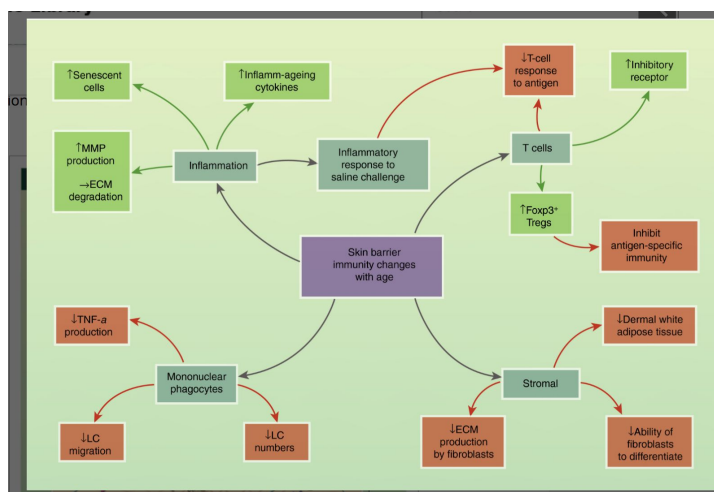 ion
↑Senescent
cells
↑Inflamm-ageing
cytokines
↓T-cell
response
to antigen
↑Inhibitory
receptor
↑MMP
production
→ECM
degradation
Inflammation
Inflammatory
response to
saline challenge
T cells
↑Foxp3⁺
Tregs
Inhibit
antigen-specific
immunity
Skin barrier
immunity changes
with age
↓TNF-a
production
↓Dermal white
adipose tissue
Mononuclear
phagocytes
Stromal
↓LC
migration
↓LC
numbers
↓ECM
production
by fibroblasts
↓Ability of
fibroblasts
to differentiate